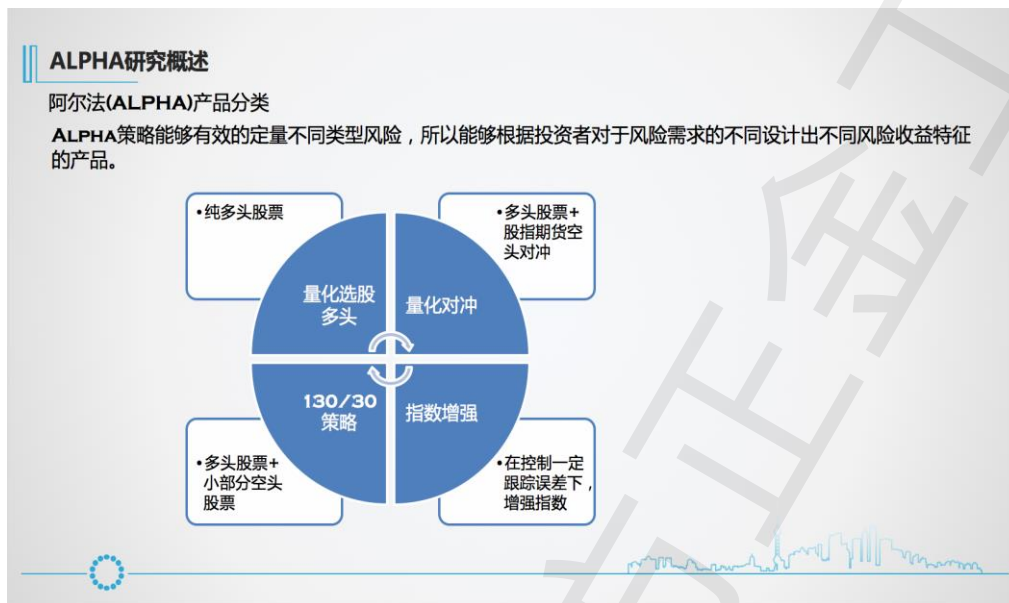 ALPHA研究概述
阿尔法(ALPHA)产品分类
ALPHA策略能够有效的定量不同类型风险，所以能够根据投资者对于风险需求的不同设计出不同风险收益特征
的产品。
•纯多头股票
•多头股票+
股指期货空
头对冲
量化选股
多头
量化对冲
130/30
策略
指数增强
•多头股票+
小部分空头
股票
•在控制一定
跟踪误差下，
增强指数